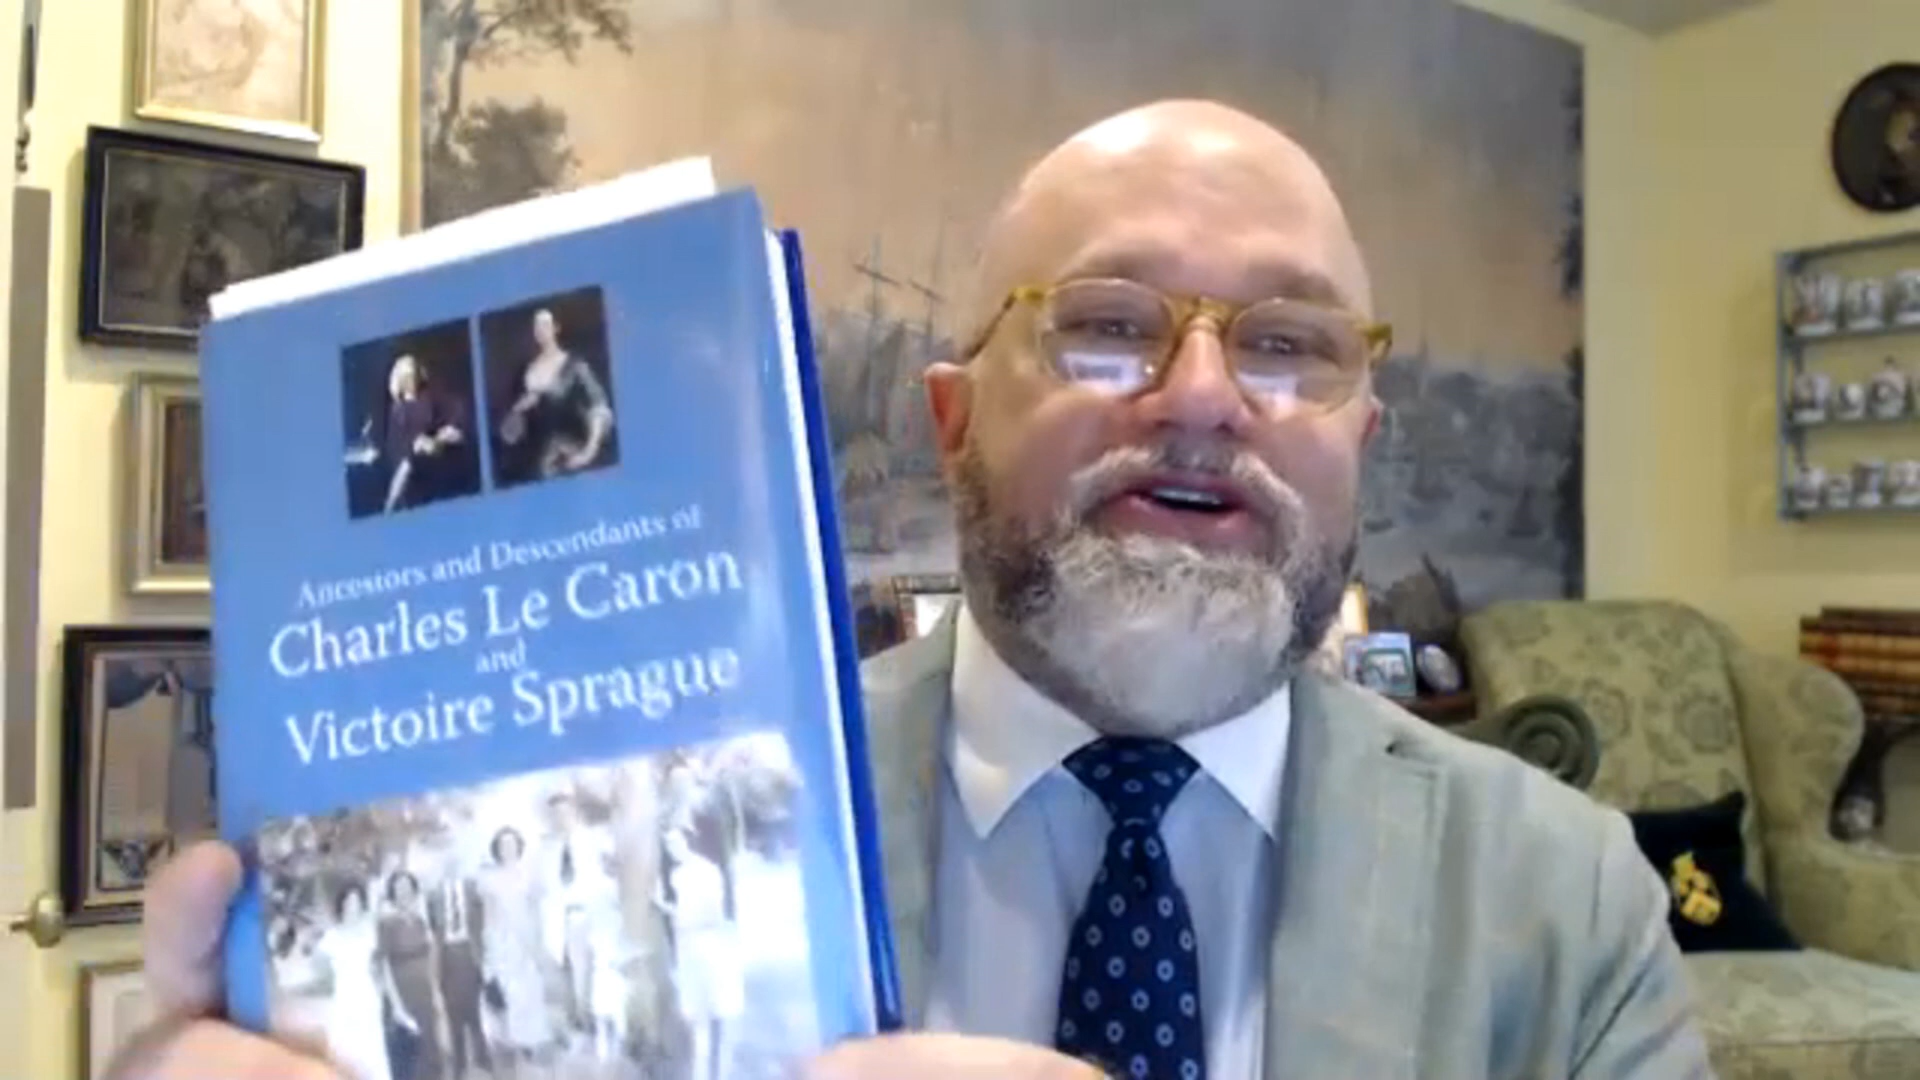 Ancestors and Descendants of
Charles Le Caron
and
Victoire Sprague